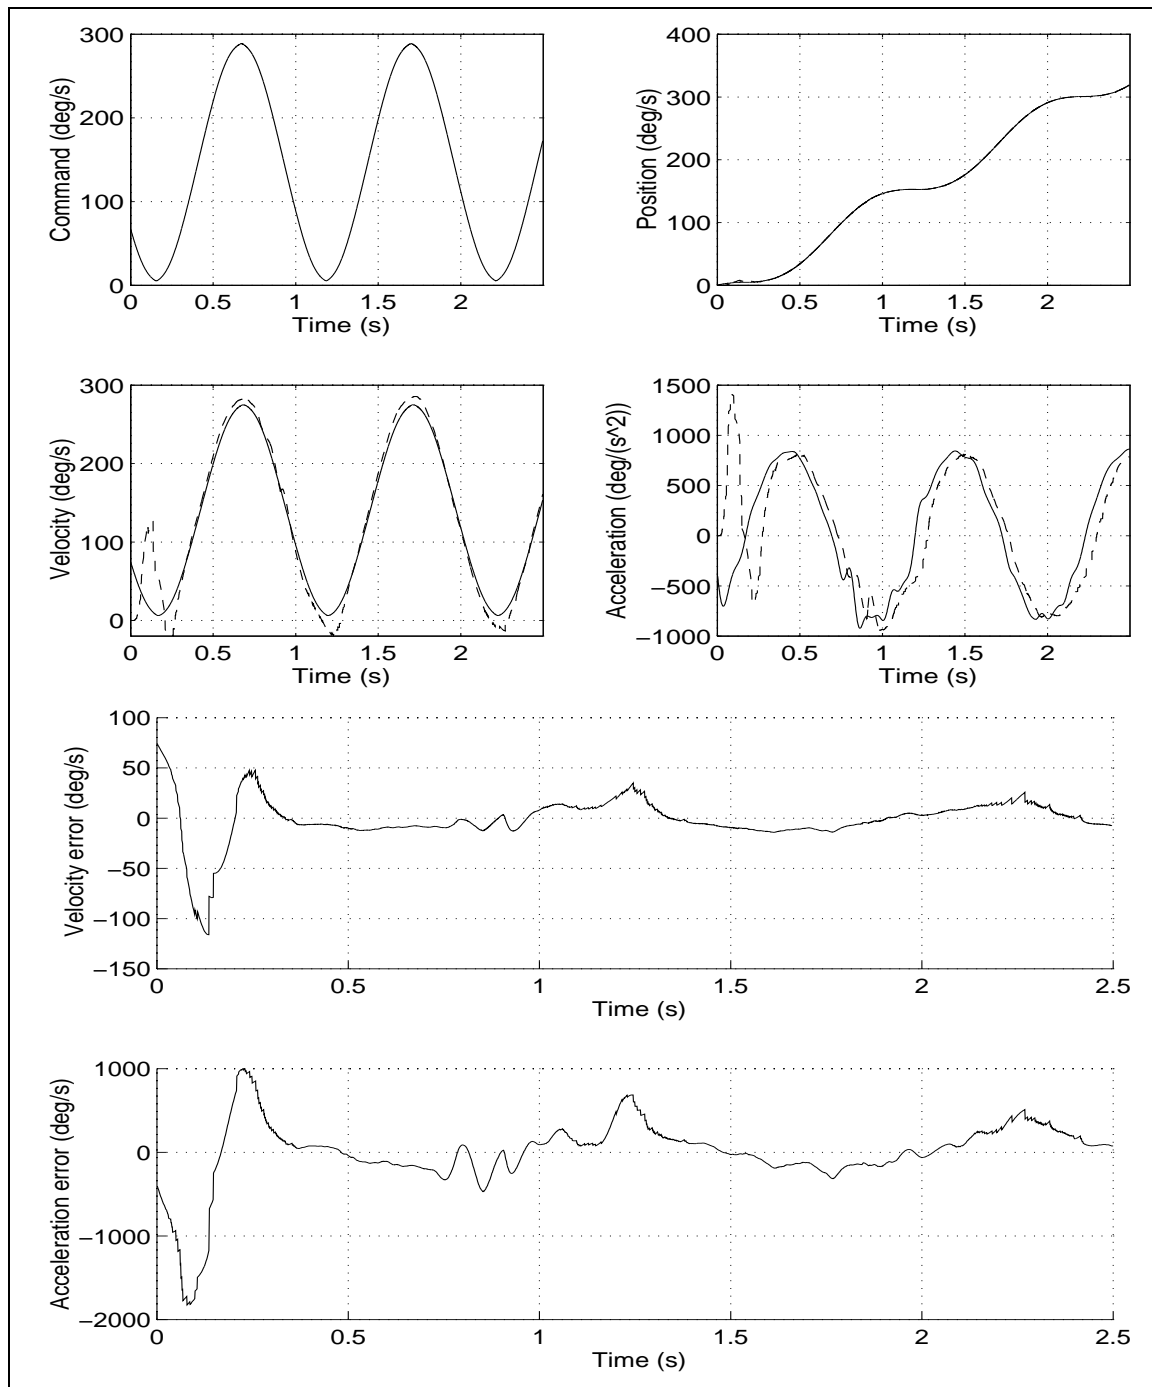 300
200
100
0
Command (deg/s)
0 0.5 1 1.5 2
Time (s)
400
300
200
100
0
Position (deg/s)
0 0.5 1 1.5 2
Time (s)
300
200
100
0
Velocity (deg/s)
0 0.5 1 1.5 2
Time (s)
1500
1000
500
0
−500
−1000
Acceleration (deg/(s^2))
0 0.5 1 1.5 2
Time (s)
100
50
0
−50
−100
−150
Velocity error (deg/s)
0 0.5 1 1.5 2 2.5
Time (s)
1000
0
−1000
−2000
Acceleration error (deg/s)
0 0.5 1 1.5 2 2.5
Time (s)